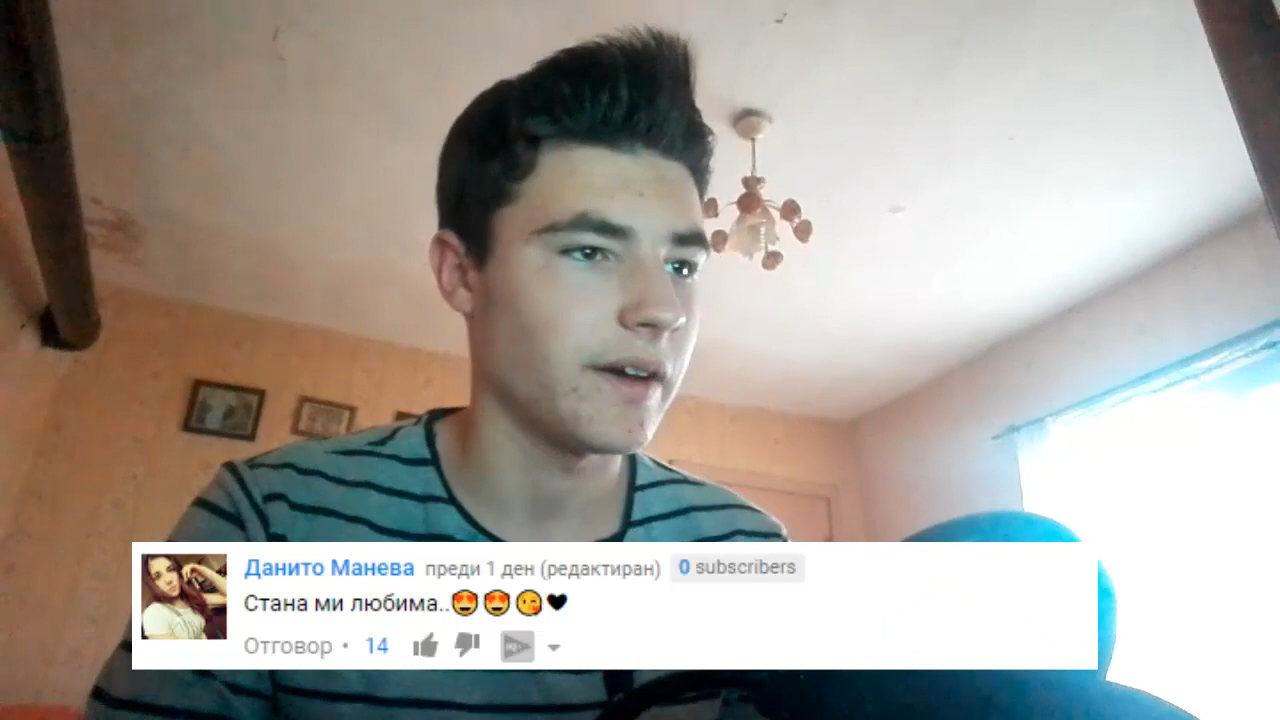 Данито Манева преди 1 ден (редактиран) 0 subscribers
Стана ми любима..😍😍😘🖤
Отговор • 14